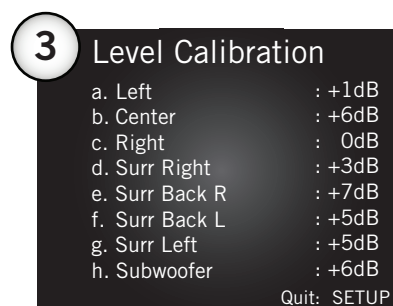 3
Level Calibration
a. Left : +1dB
b. Center : +6dB
c. Right : 0dB
d. Surr Right : +3dB
e. Surr Back R : +7dB
f. Surr Back L : +5dB
g. Surr Left : +5dB
h. Subwoofer : +6dB
Quit: SETUP